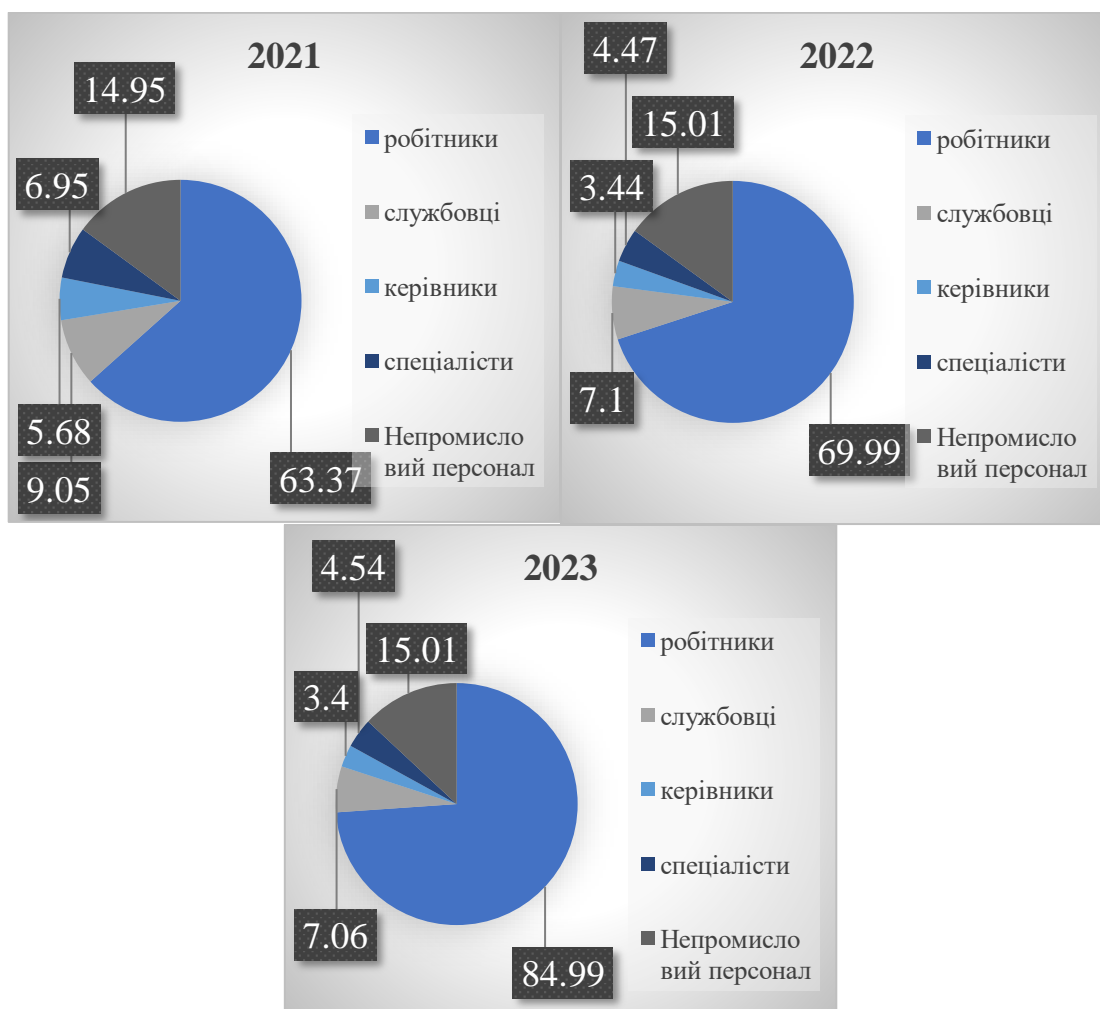 2021
14.95
6.95
5.68
9.05
63.37
робітники
службовці
керівники
спеціалісти
Непромисло
вий персонал
2022
4.47
15.01
3.44
7.1
69.99
робітники
службовці
керівники
спеціалісти
Непромисло
вий персонал
2023
4.54
15.01
3.4
7.06
84.99
робітники
службовці
керівники
спеціалісти
Непромисло
вий персонал